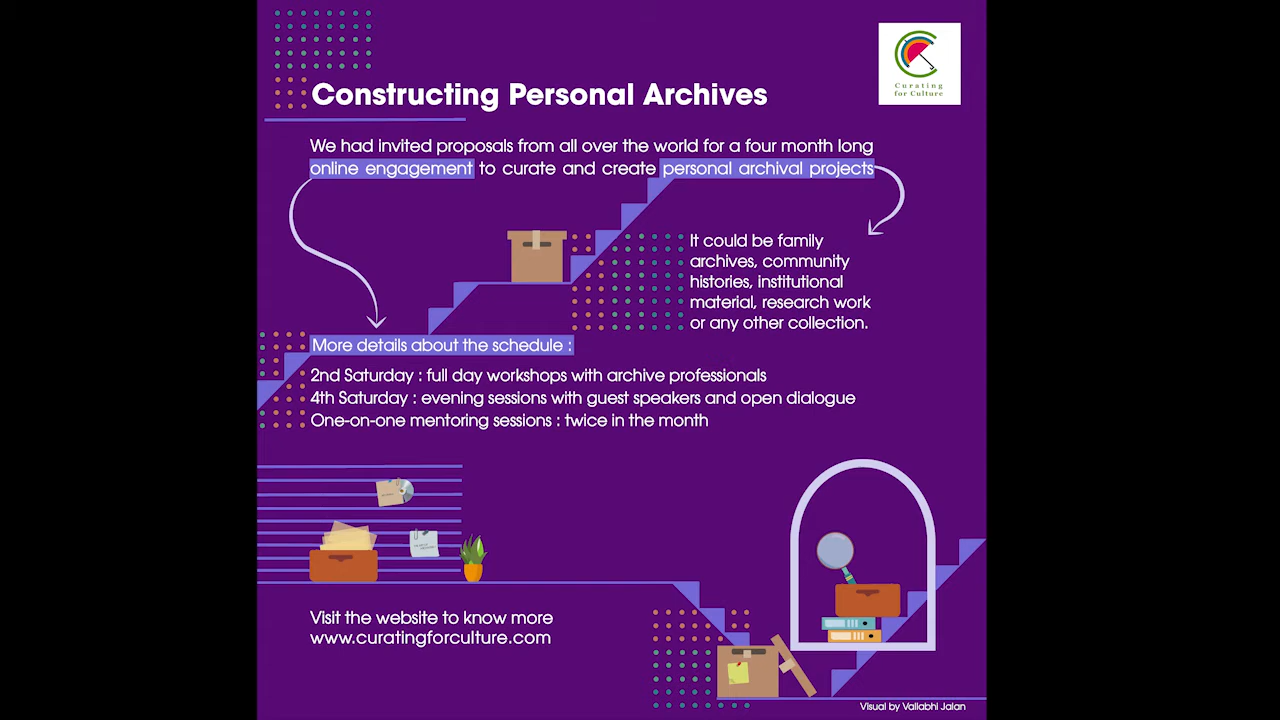 Constructing Personal Archives
Curating
for Culture
We had invited proposals from all over the world for a four month long
online engagement to curate and create personal archival projects
It could be family
archives, community
histories, institutional
material, research work
or any other collection.
More details about the schedule :
2nd Saturday : full day workshops with archive professionals
4th Saturday : evening sessions with guest speakers and open dialogue
One-on-one mentoring sessions : twice in the month
Visit the website to know more
www.curatingforculture.com
Visual by Vallabhi Jalan